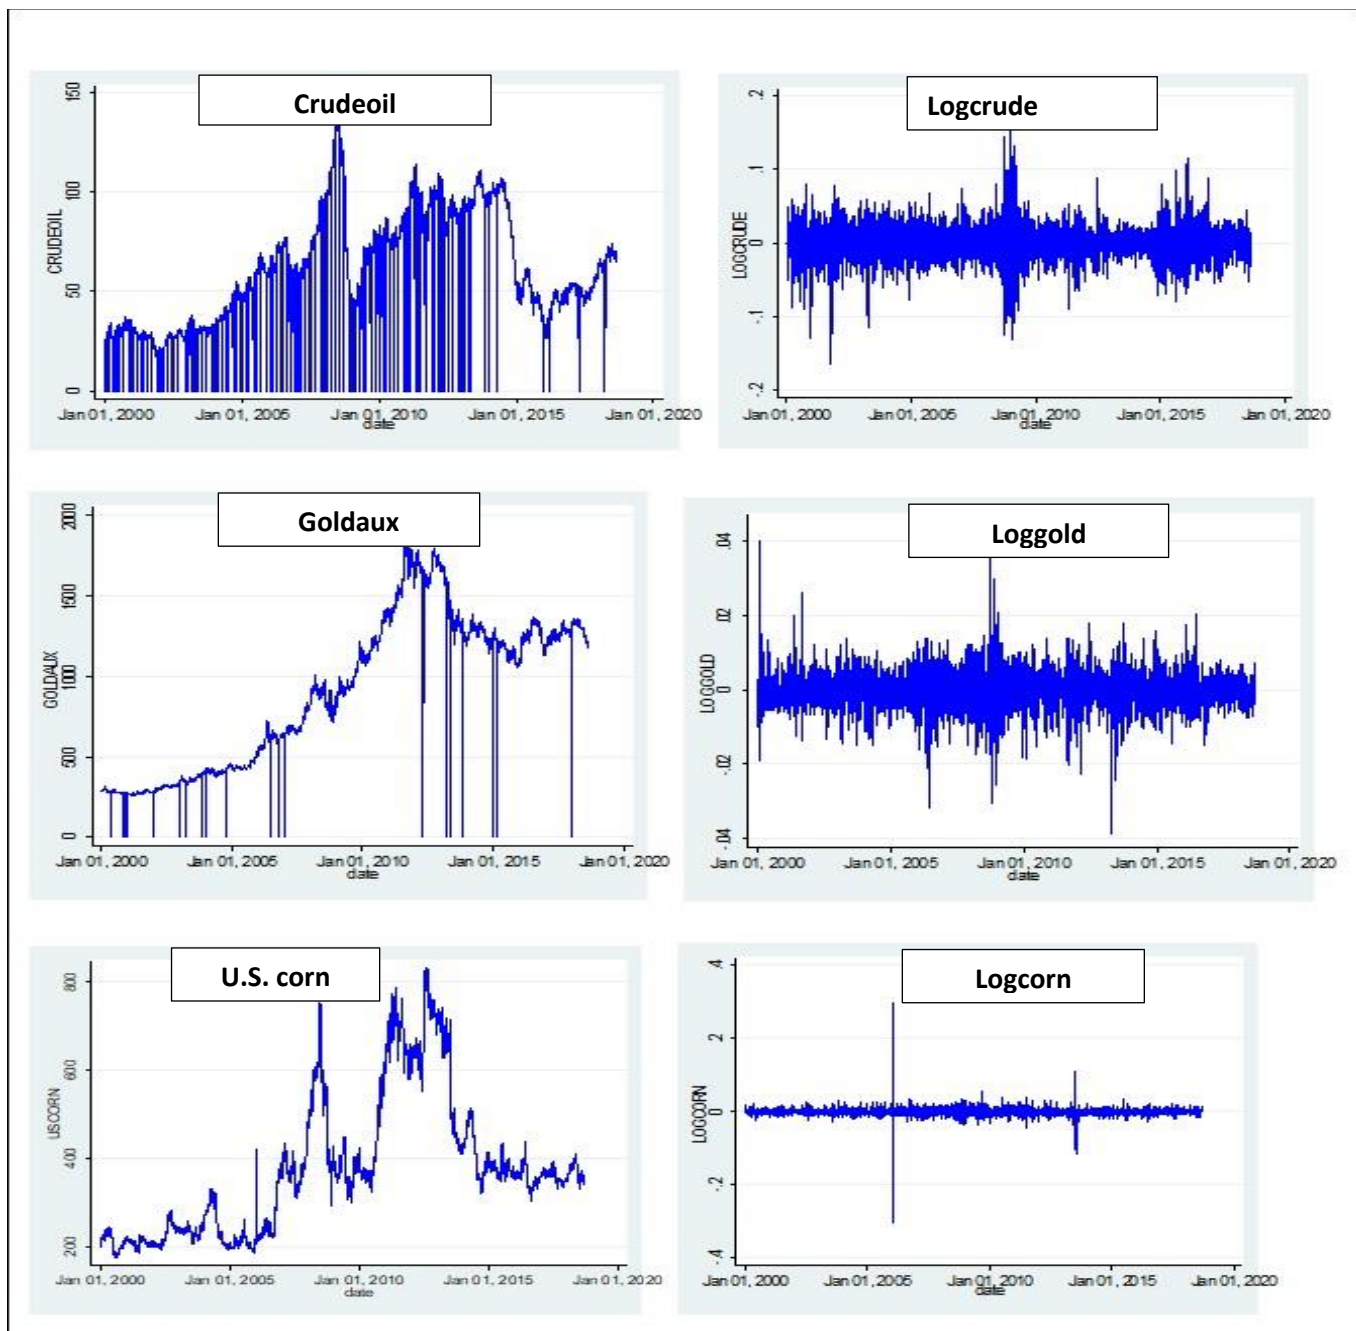 Crudeoil
150
100
50
0
CRUDEOIL
Jan 01, 2000 Jan 01, 2005 Jan 01, 2010 Jan 01, 2015 Jan 01, 2020
date
Logcrude
.2
.1
0
-.1
-.2
LOGCRUDE
Jan 01, 2000 Jan 01, 2005 Jan 01, 2010 Jan 01, 2015 Jan 01, 2020
date
Goldaux
2000
1500
1000
500
0
GOLDAUX
Jan 01, 2000 Jan 01, 2005 Jan 01, 2010 Jan 01, 2015 Jan 01, 2020
date
Loggold
.04
.02
0
-.02
-.04
LOGGOLD
Jan 01, 2000 Jan 01, 2005 Jan 01, 2010 Jan 01, 2015 Jan 01, 2020
date
U.S. corn
800
600
400
200
USCORN
Jan 01, 2000 Jan 01, 2005 Jan 01, 2010 Jan 01, 2015 Jan 01, 2020
date
Logcorn
.4
.2
0
-.2
-.4
LOGCORN
Jan 01, 2000 Jan 01, 2005 Jan 01, 2010 Jan 01, 2015 Jan 01, 2020
date